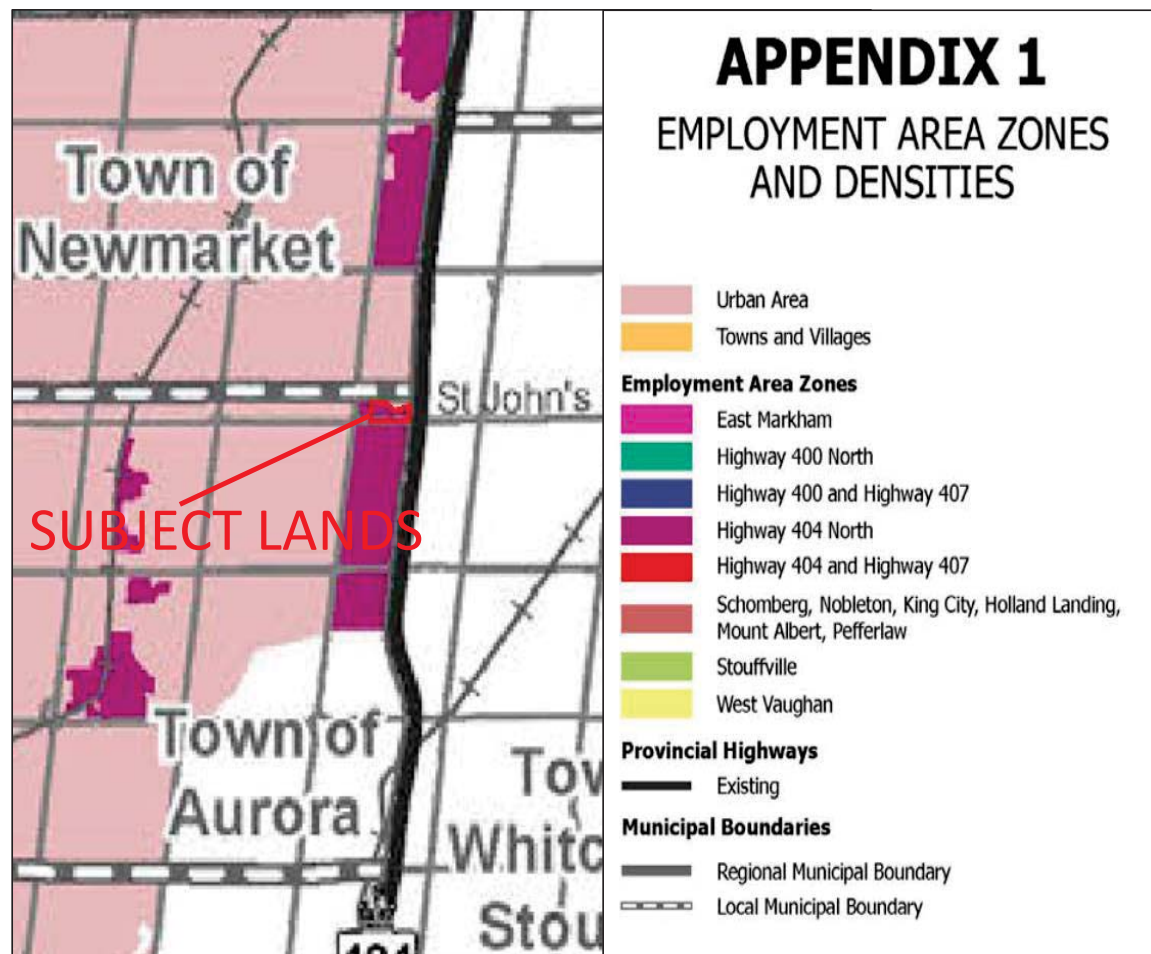 Town of
Newmarket
St John's
SUBJECT LANDS
Town of
Aurora
APPENDIX 1
EMPLOYMENT AREA ZONES
AND DENSITIES
Urban Area
Towns and Villages
Employment Area Zones
East Markham
Highway 400 North
Highway 400 and Highway 407
Highway 404 North
Highway 404 and Highway 407
Schomberg, Nobleton, King City, Holland Landing,
Mount Albert, Pefferlaw
Stouffville
West Vaughan
Provincial Highways
Existing
Municipal Boundaries
Regional Municipal Boundary
Local Municipal Boundary